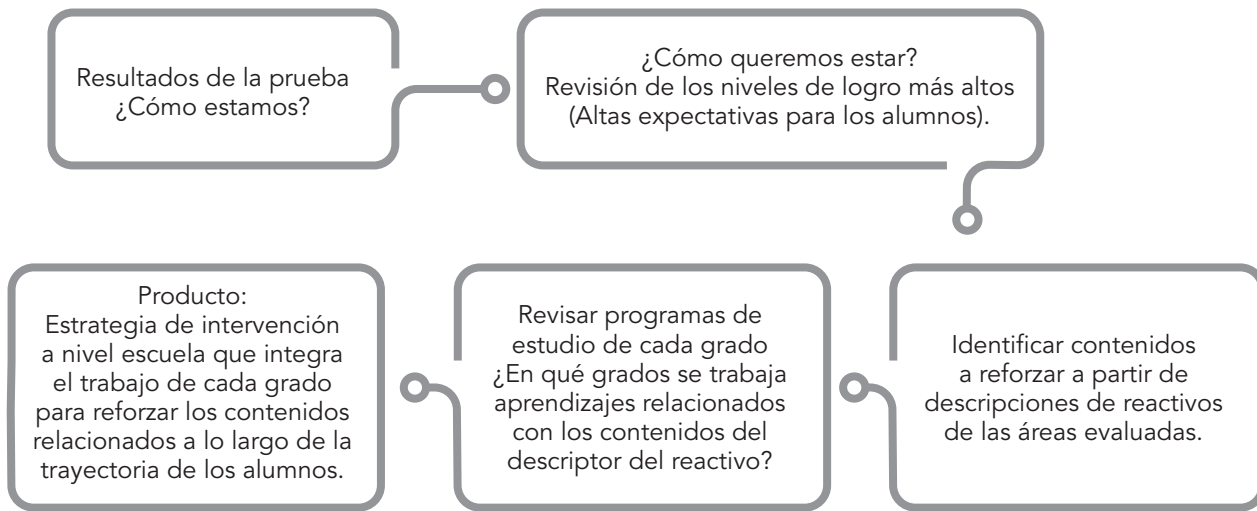 Resultados de la prueba
¿Cómo estamos?
¿Cómo queremos estar?
Revisión de los niveles de logro más altos
(Altas expectativas para los alumnos).
Identificar contenidos
a reforzar a partir de
descripciones de reactivos
de las áreas evaluadas.
Revisar programas de
estudio de cada grado
¿En qué grados se trabaja
aprendizajes relacionados
con los contenidos del
descriptor del reactivo?
Producto:
Estrategia de intervención
a nivel escuela que integra
el trabajo de cada grado
para reforzar los contenidos
relacionados a lo largo de la
trayectoria de los alumnos.